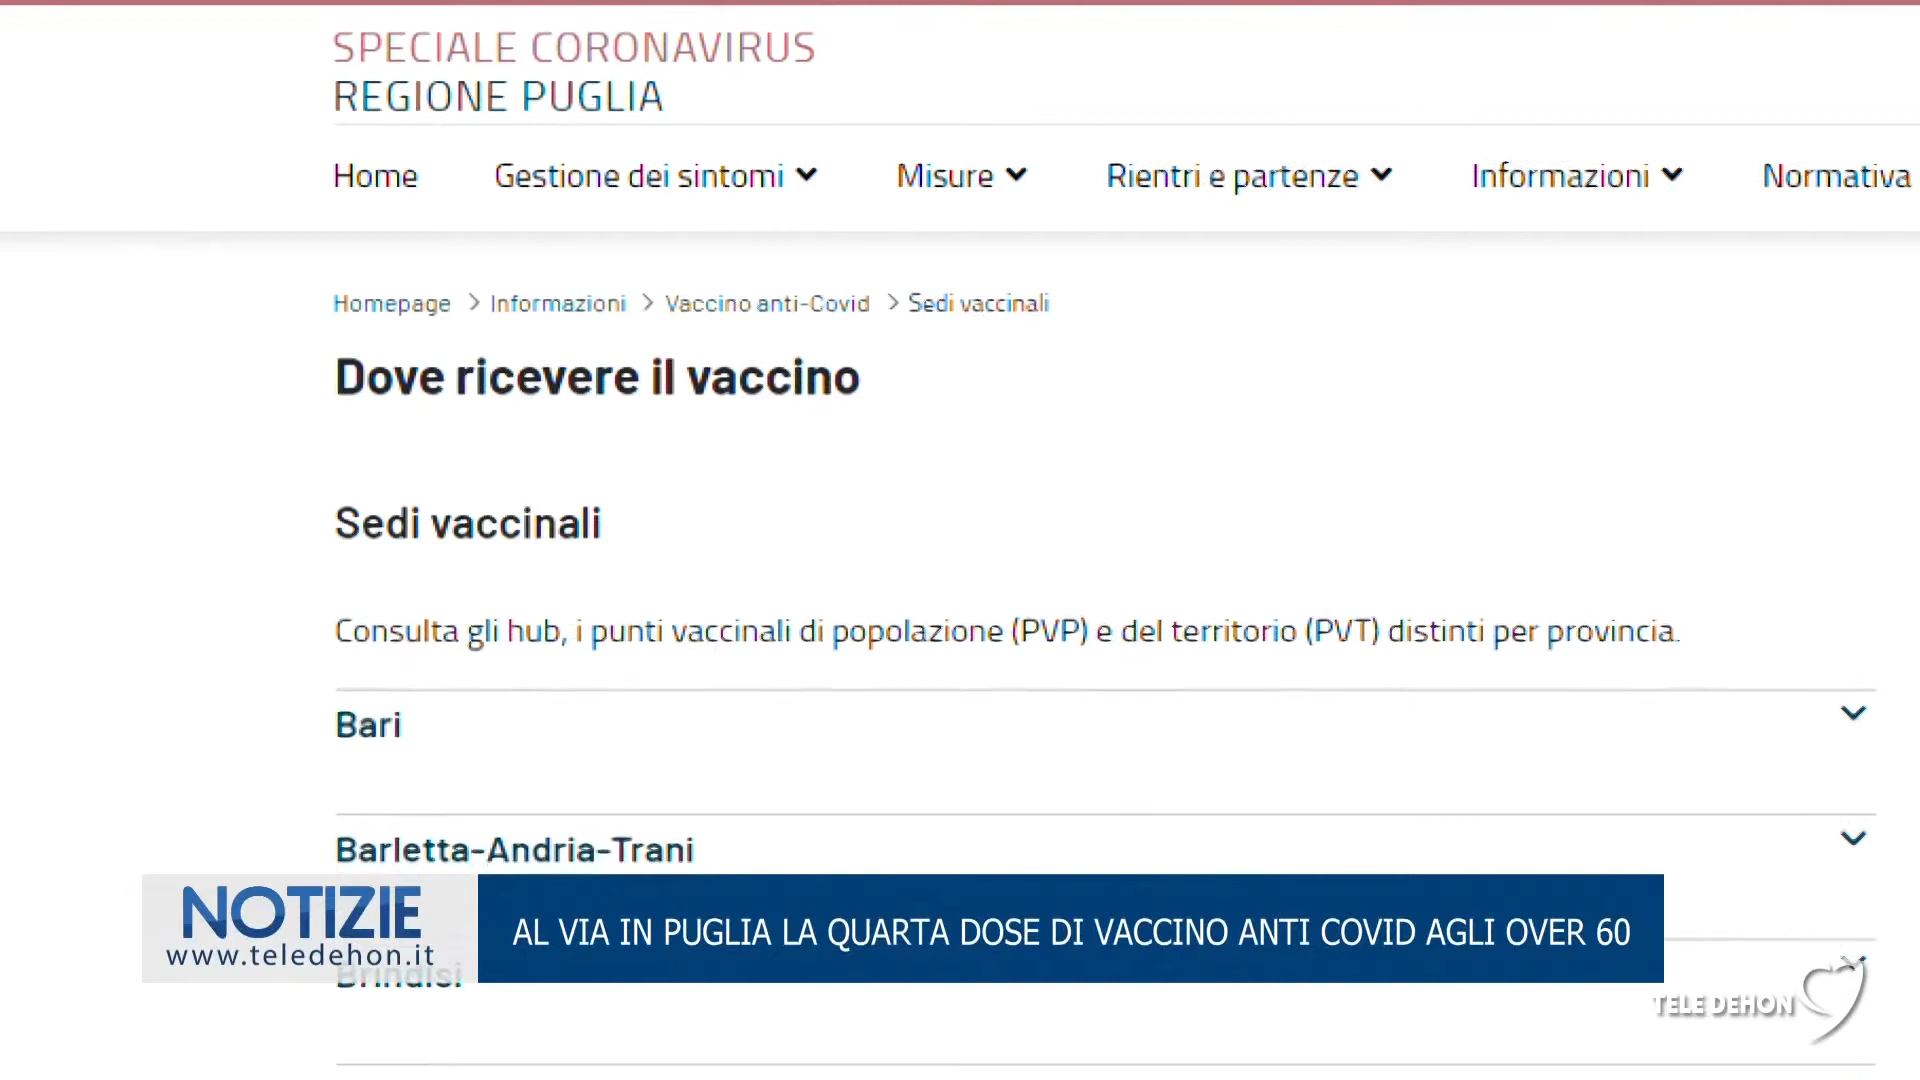 SPECIALE CORONAVIRUS
REGIONE PUGLIA
Home Gestione dei sintomi Misure Rientri e partenze Informazioni Normativa
Homepage > Informazioni > Vaccino anti-Covid > Sedi vaccinali
Dove ricevere il vaccino
Sedi vaccinali
Consulta gli hub, i punti vaccinali di popolazione (PVP) e del territorio (PVT) distinti per provincia.
Bari
Barletta-Andria-Trani
NOTIZIE
www.teledehon.it
AL VIA IN PUGLIA LA QUARTA DOSE DI VACCINO ANTI COVID AGLI OVER 60
Brindisi
TELE DEHON